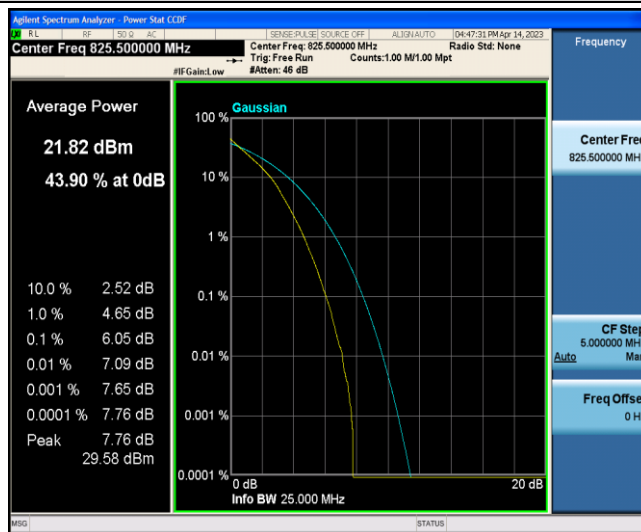 Agilent Spectrum Analyzer - Power Stat CCDF
RL RF 50 Ω AC SENSE:PULSE SOURCE OFF ALIGN AUTO 04:47:31 PM Apr 14, 2023
Center Freq 825.500000 MHz
Center Freq: 825.500000 MHz Radio Std: None
Trig: Free Run Counts:1.00 M/1.00 Mpt
#IFGain:Low #Atten: 46 dB
Frequency
Average Power
21.82 dBm
43.90 % at 0dB
10.0 % 2.52 dB
1.0 % 4.65 dB
0.1 % 6.05 dB
0.01 % 7.09 dB
0.001 % 7.65 dB
0.0001 % 7.76 dB
Peak 7.76 dB
29.58 dBm
Gaussian
100 %
10 %
1 %
0.1 %
0.01 %
0.001 %
0.0001 %
0 dB 20 dB
Info BW 25.000 MHz
Center Fre
825.500000 MH
CF Step
5.000000 MH
Auto Ma
Freq Offse
0 H
MSG STATUS